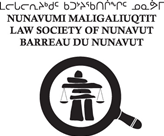 NUNAVUMI MALIGALIUQTIT
LAW SOCIETY OF NUNAVUT
BARREAU DU NUNAVUT